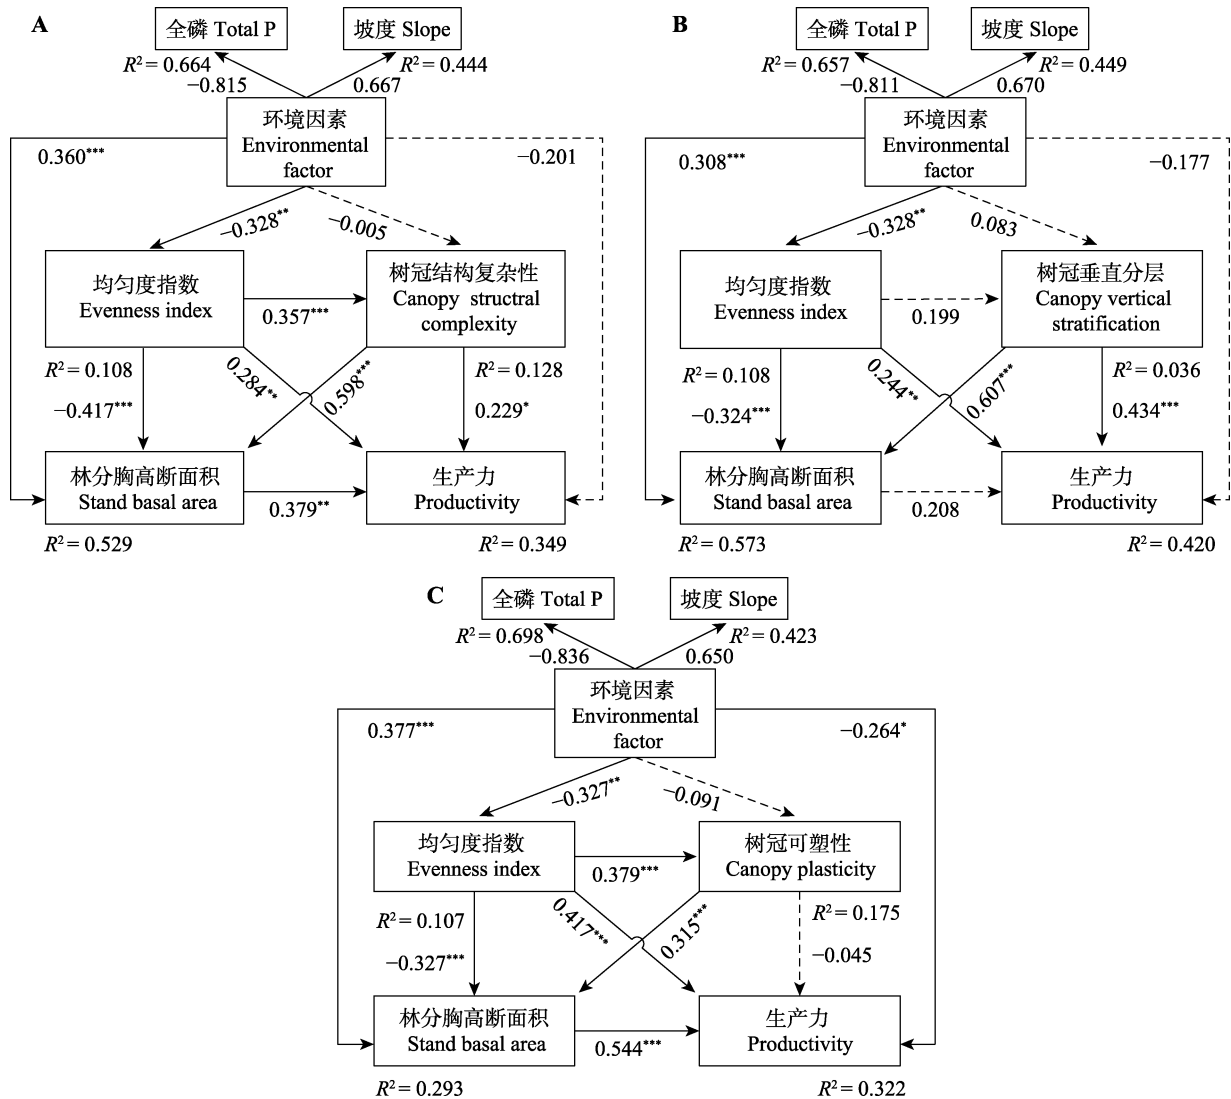 A
全磷 Total P
坡度 Slope
R² = 0.664
R² = 0.444
−0.815
0.667
环境因素
Environmental
factor
0.360***
−0.201
−0.328**
−0.005
均匀度指数
Evenness index
树冠结构复杂性
Canopy structral
complexity
0.357***
R² = 0.108
0.284**
0.598***
R² = 0.128
−0.417***
0.229*
林分胸高断面积
Stand basal area
生产力
Productivity
0.379**
R² = 0.529
R² = 0.349
B
全磷 Total P
坡度 Slope
R² = 0.657
R² = 0.449
−0.811
0.670
环境因素
Environmental
factor
0.308***
−0.177
−0.328**
0.083
均匀度指数
Evenness index
树冠垂直分层
Canopy vertical
stratification
0.199
R² = 0.108
0.244**
0.607***
R² = 0.036
−0.324***
0.434***
林分胸高断面积
Stand basal area
生产力
Productivity
0.208
R² = 0.573
R² = 0.420
C
全磷 Total P
坡度 Slope
R² = 0.698
R² = 0.423
−0.836
0.650
环境因素
Environmental
factor
0.377***
−0.264*
−0.327**
−0.091
均匀度指数
Evenness index
树冠可塑性
Canopy plasticity
0.379***
R² = 0.107
0.417***
0.315***
R² = 0.175
−0.327***
−0.045
林分胸高断面积
Stand basal area
生产力
Productivity
0.544***
R² = 0.293
R² = 0.322